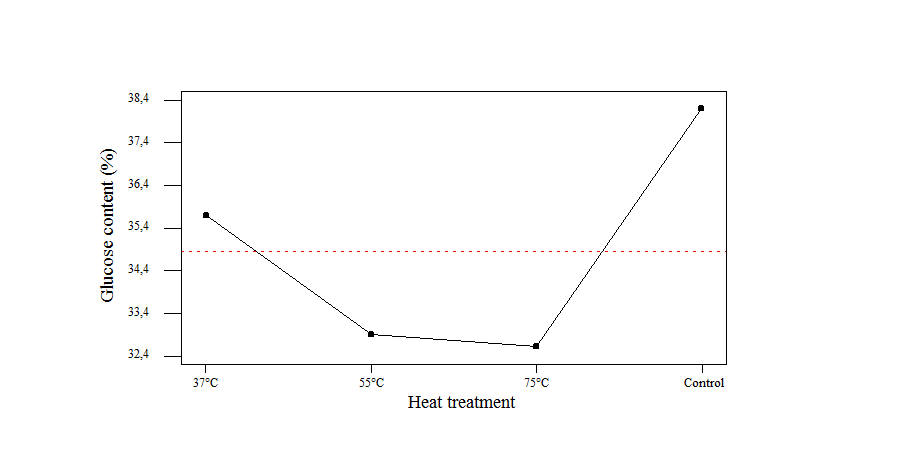 Glucose content (%)
38,4
37,4
36,4
35,4
34,4
33,4
32,4
37°C 55°C 75°C Control
Heat treatment